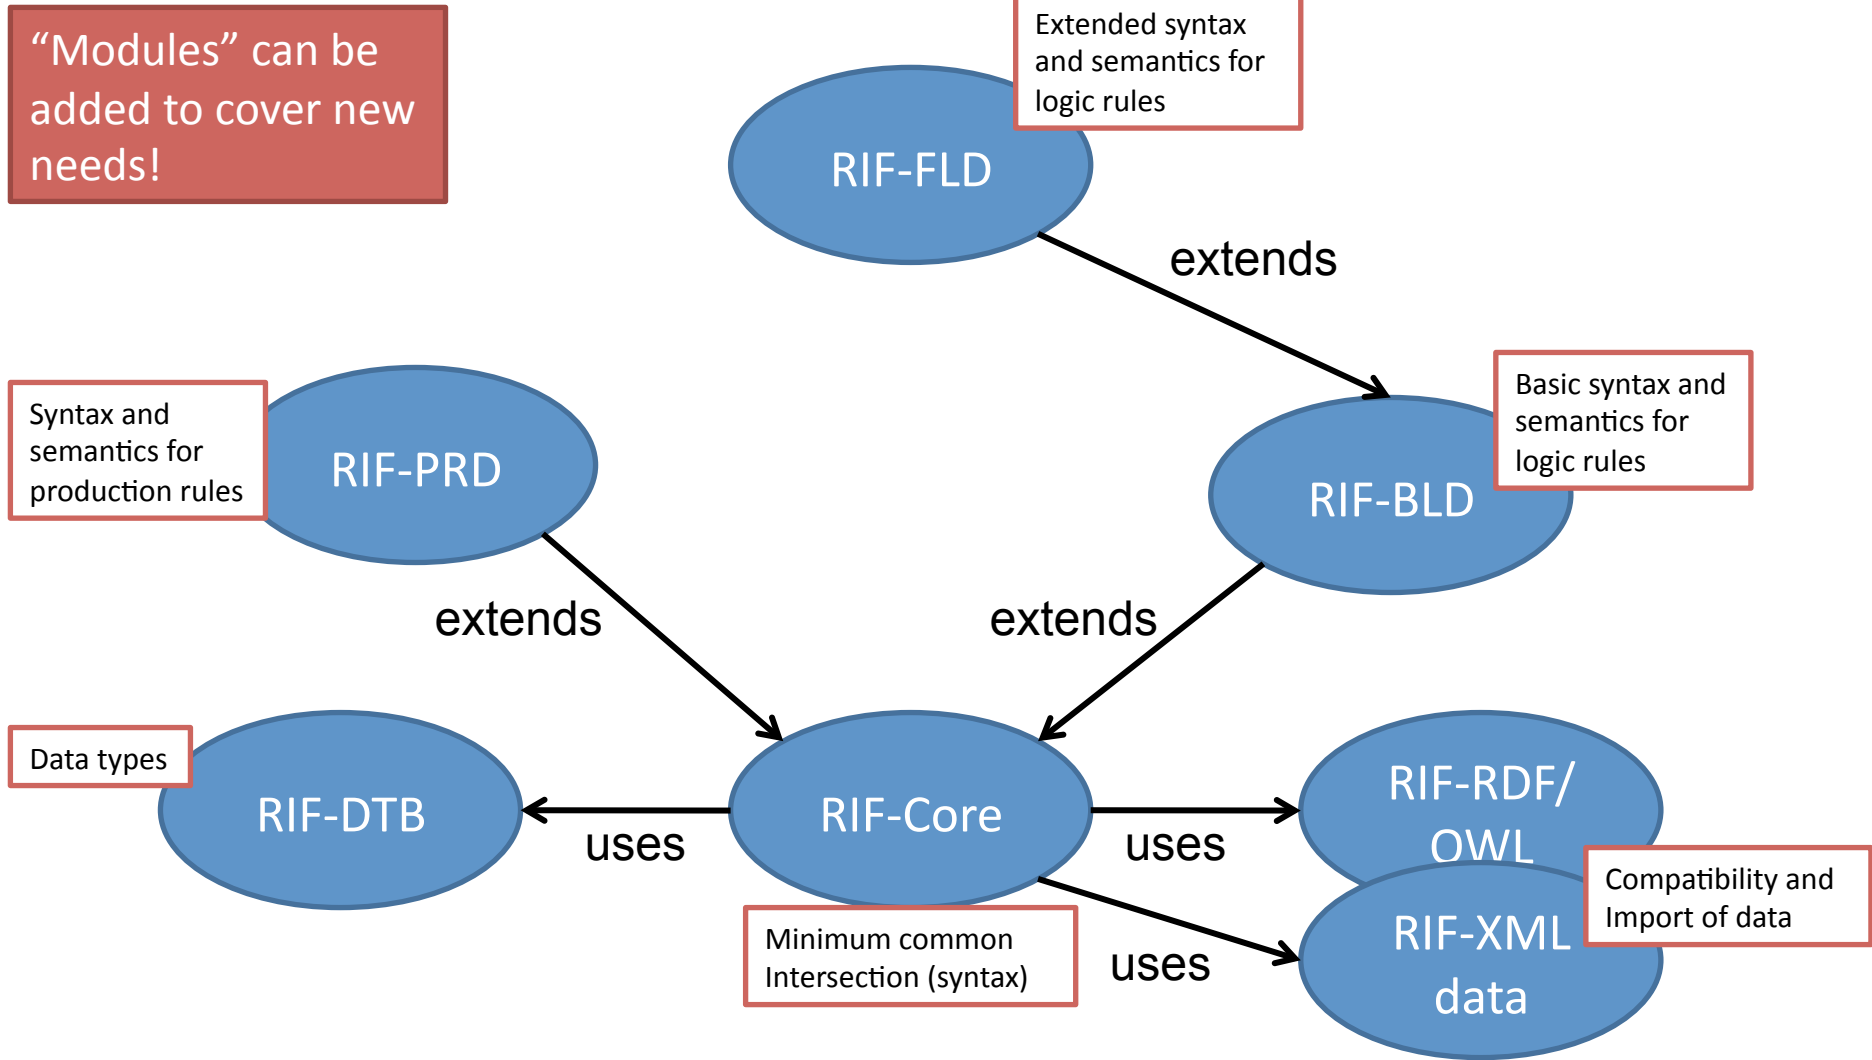 “Modules” can be
added to cover new
needs!
Extended syntax
and semantics for
logic rules
RIF-FLD
extends
Syntax and
semantics for
production rules
RIF-PRD
Basic syntax and
semantics for
logic rules
RIF-BLD
extends
extends
Data types
RIF-DTB
uses
RIF-Core
uses
RIF-RDF/
OWL
Minimum common
Intersection (syntax)
uses
Compatibility and
Import of data
RIF-XML
data